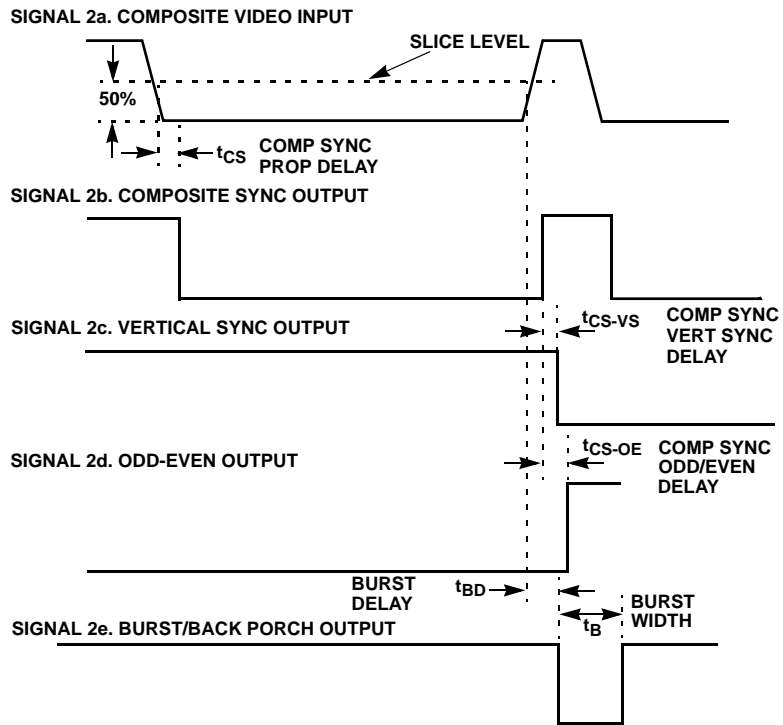 SIGNAL 2a. COMPOSITE VIDEO INPUT
SLICE LEVEL
50%
tCS
COMP SYNC
PROP DELAY
SIGNAL 2b. COMPOSITE SYNC OUTPUT
SIGNAL 2c. VERTICAL SYNC OUTPUT
tCS-VS
COMP SYNC
VERT SYNC
DELAY
SIGNAL 2d. ODD-EVEN OUTPUT
tCS-OE
COMP SYNC
ODD/EVEN
DELAY
BURST
DELAY
tBD
tB
BURST
WIDTH
SIGNAL 2e. BURST/BACK PORCH OUTPUT